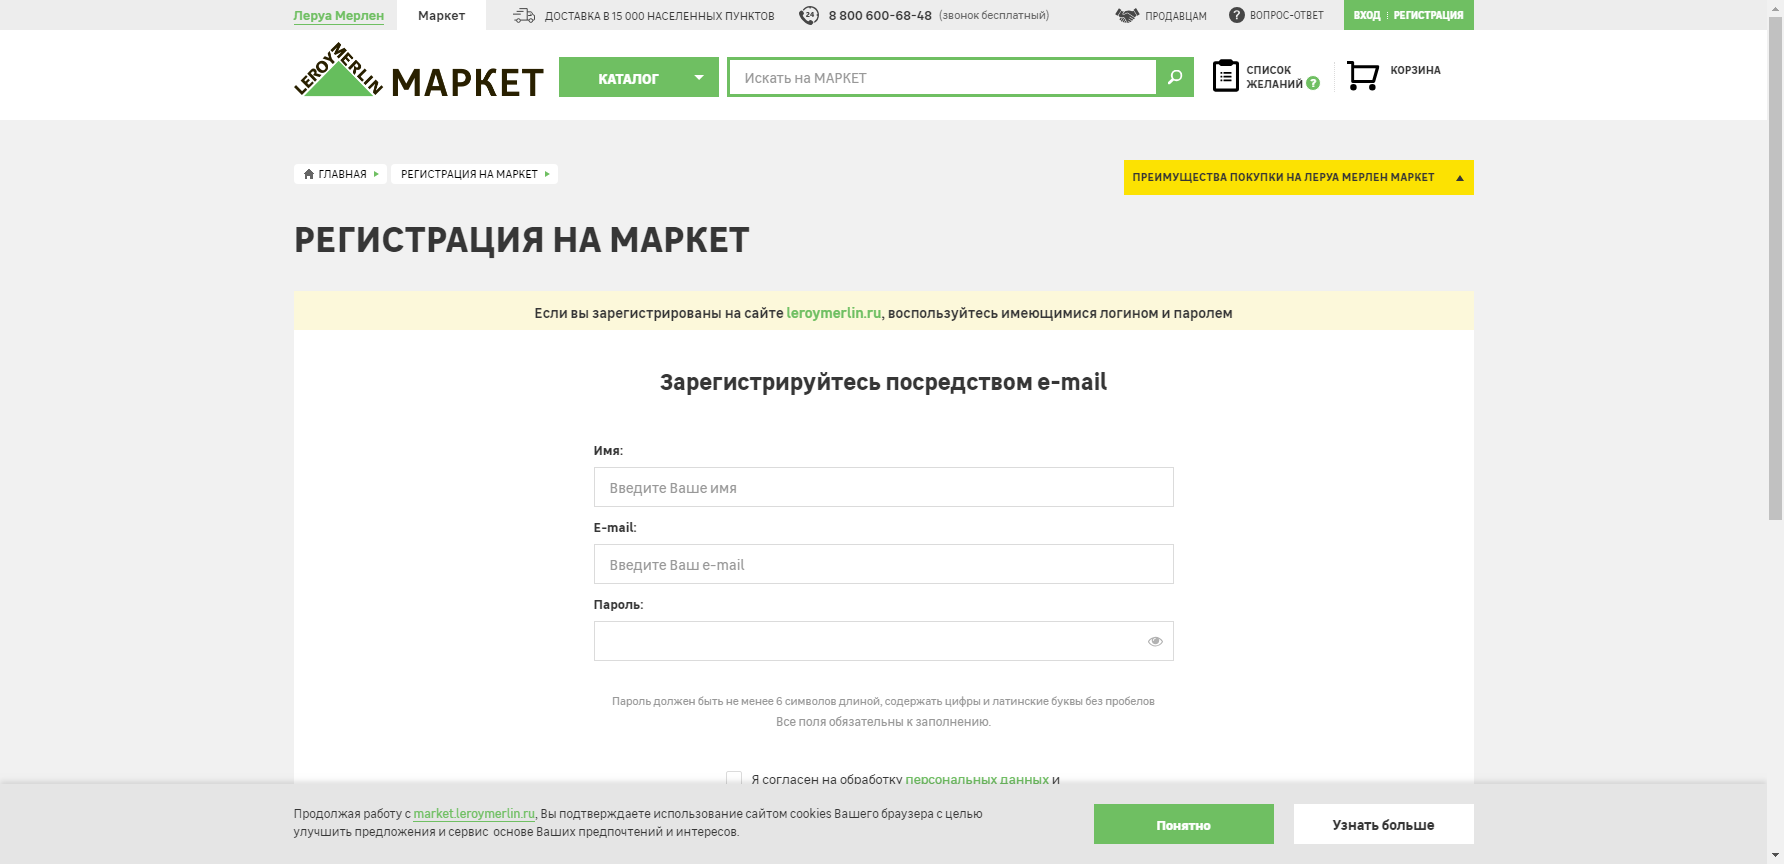 Леруа Мерлен
Маркет
ДОСТАВКА В 15 000 НАСЕЛЕННЫХ ПУНКТОВ
24
8 800 600-68-48 (звонок бесплатный)
ПРОДАВЦАМ
? ВОПРОС-ОТВЕТ
ВХОД РЕГИСТРАЦИЯ
LEROY MERLIN МАРКЕТ
КАТАЛОГ
Искать на МАРКЕТ
СПИСОК
ЖЕЛАНИЙ ?
КОРЗИНА
ГЛАВНАЯ
РЕГИСТРАЦИЯ НА МАРКЕТ
ПРЕИМУЩЕСТВА ПОКУПКИ НА ЛЕРУА МЕРЛЕН МАРКЕТ
РЕГИСТРАЦИЯ НА МАРКЕТ
Если вы зарегистрированы на сайте leroymerlin.ru, воспользуйтесь имеющимися логином и паролем
Зарегистрируйтесь посредством e-mail
Имя:
Введите Ваше имя
E-mail:
Введите Ваш e-mail
Пароль:
Пароль должен быть не менее 6 символов длиной, содержать цифры и латинские буквы без пробелов
Все поля обязательны к заполнению.
Я согласен на обработку персональных данных и
Продолжая работу с market.leroymerlin.ru, Вы подтверждаете использование сайтом cookies Вашего браузера с целью
улучшить предложения и сервис основе Ваших предпочтений и интересов.
Понятно
Узнать больше